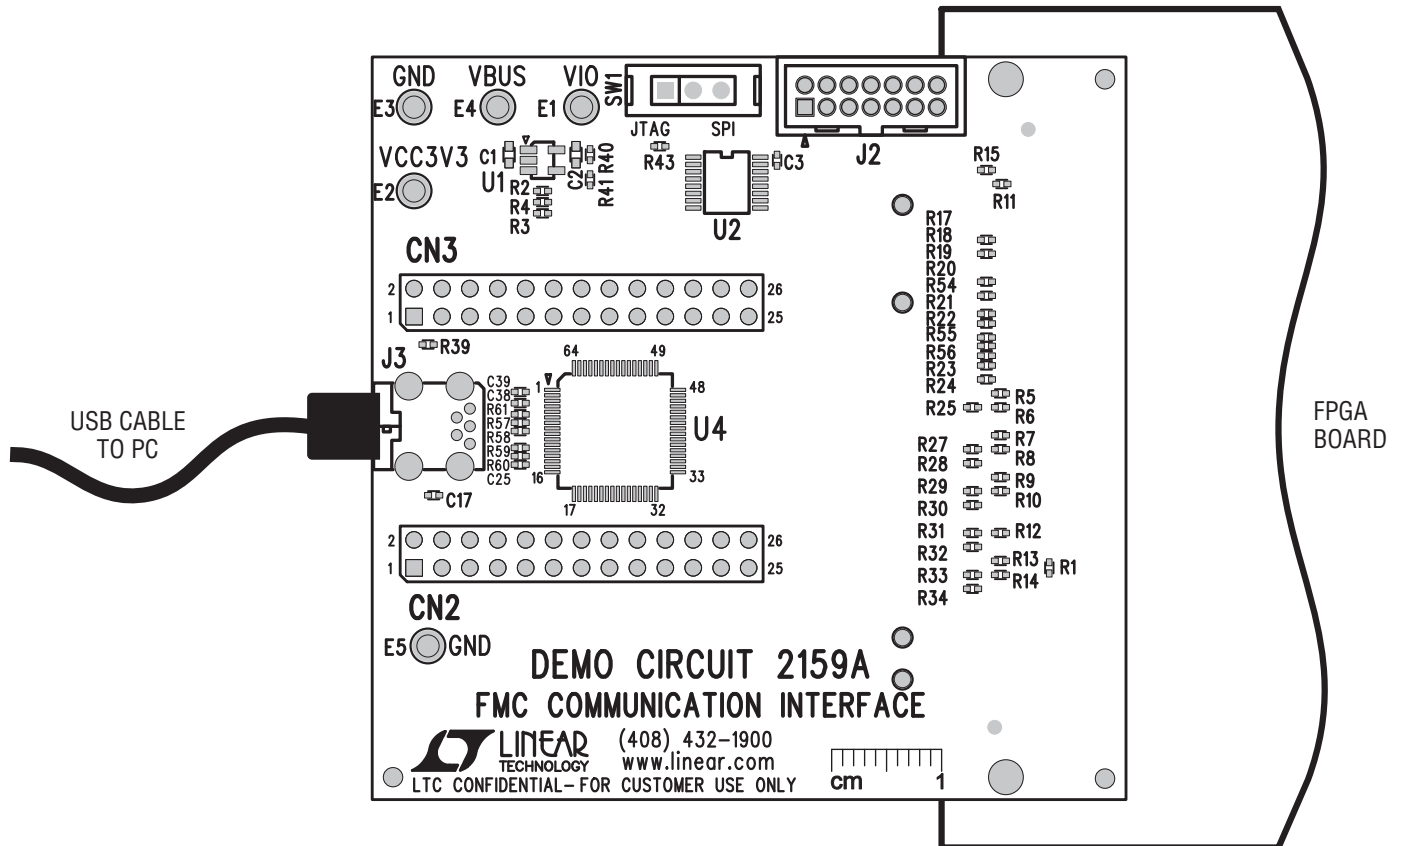 GND VBUS VIO SW1
E3 E4 E1
JTAG SPI
J2
VCC3V3 C1 U1 C2 R40 R43 C3
R41
E2 R2
R4
R3
U2
R15
R11
CN3
R17
R18
R19
R20
R54
R21
R22
R55
R56
R23
R24
R25
R5
R6
2 26
1 25
R39
J3
64 49
1 48
16 33
17 32
U4
C39
C38
R61
R57
R58
R59
R60
C25
C17
USB CABLE
TO PC
FPGA
BOARD
R27 R7
R28 R8
R29 R9
R30 R10
R31 R12
R32 R13
R33 R14 R1
R34
2 26
1 25
CN2
E5 GND
DEMO CIRCUIT 2159A
FMC COMMUNICATION INTERFACE
LINEAR
TECHNOLOGY
(408) 432-1900
www.linear.com
LTC CONFIDENTIAL-FOR CUSTOMER USE ONLY
cm 1